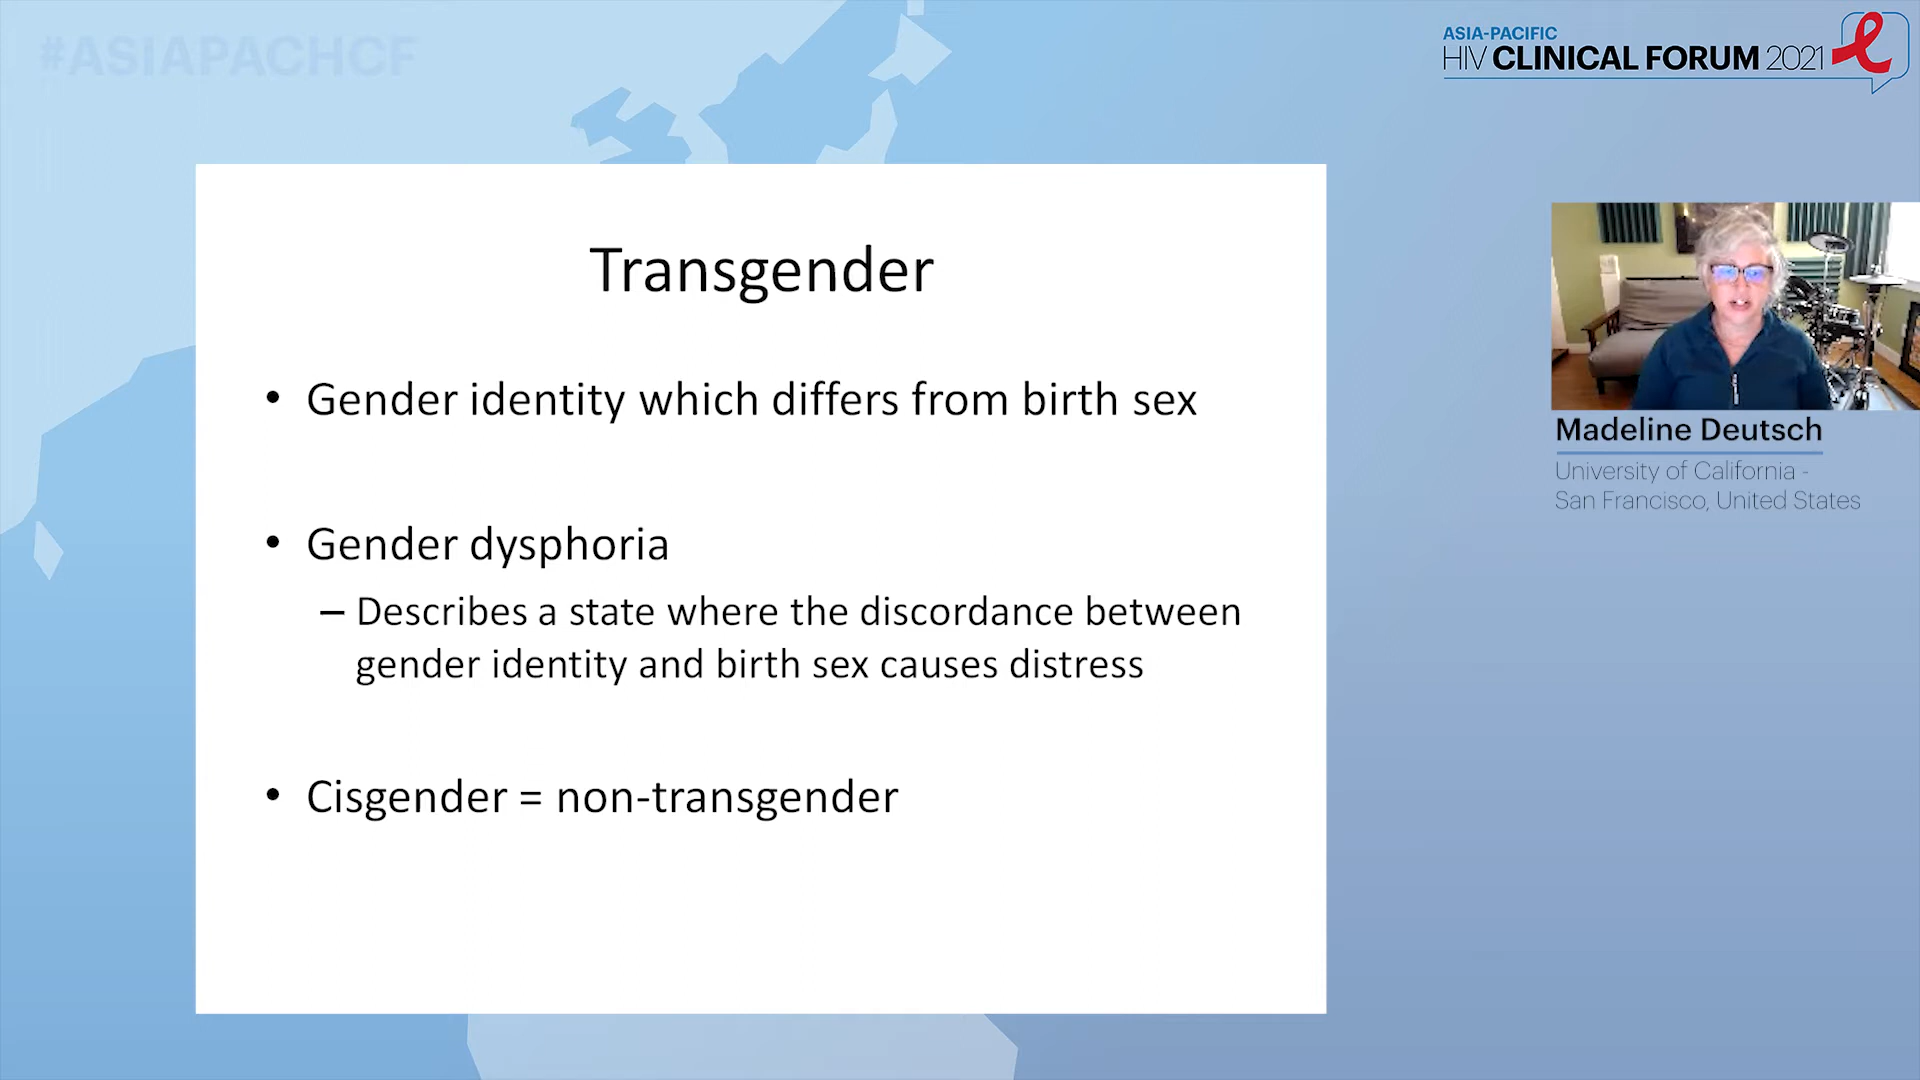 #ASIAPACHCF
ASIA-PACIFIC
HIV CLINICAL FORUM 2021
Transgender
• Gender identity which differs from birth sex
• Gender dysphoria
– Describes a state where the discordance between
gender identity and birth sex causes distress
• Cisgender = non-transgender
Madeline Deutsch
University of California -
San Francisco, United States